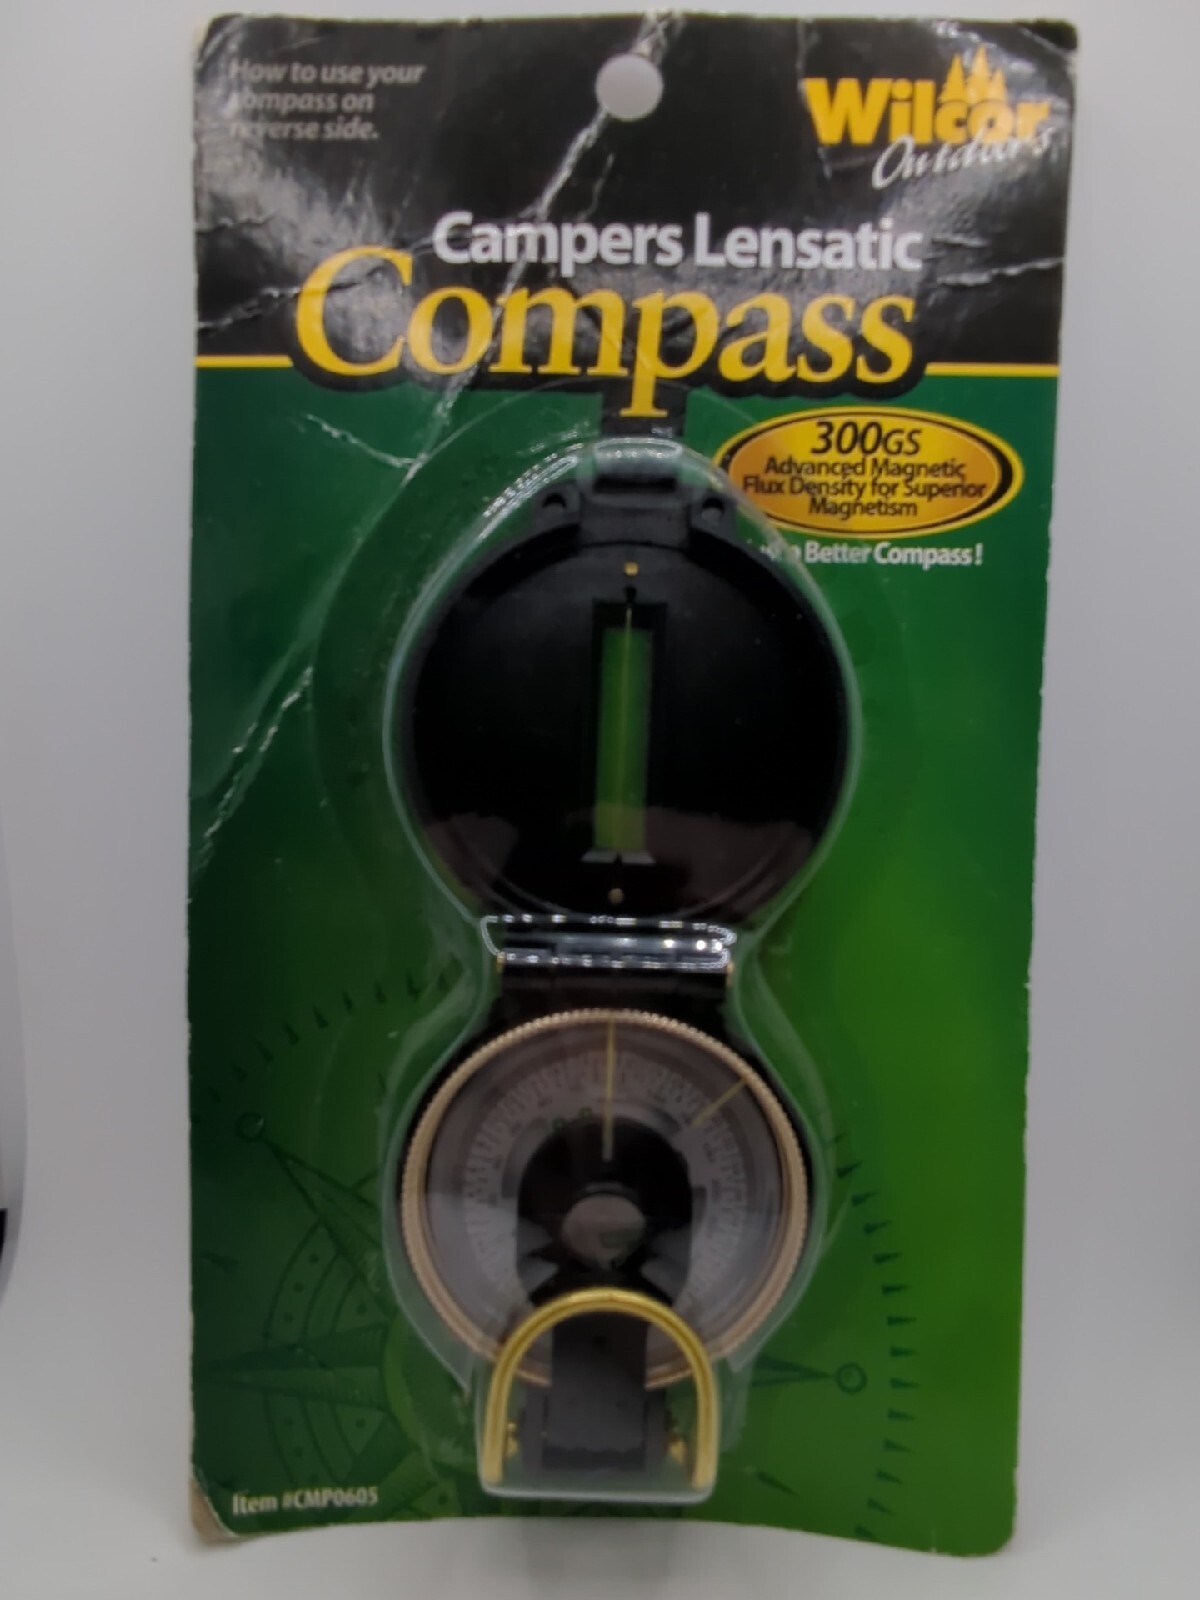 How to use your
compass on
reverse side.
Wilcor
Outdoors
Campers Lensatic
Compass
300GS
Advanced Magnetic
Flux Density for Superior
Magnetism
a Better Compass!
Item #CMP0605